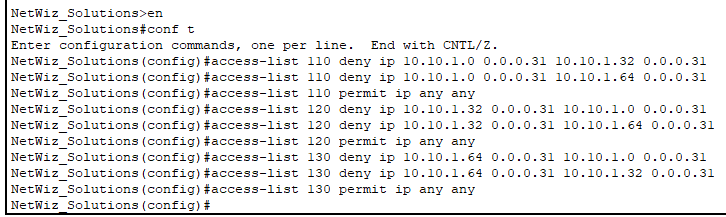 NetWiz_Solutions>en
NetWiz_Solutions#conf t
Enter configuration commands, one per line.  End with CNTL/Z.
NetWiz_Solutions(config)#access-list 110 deny ip 10.10.1.0 0.0.0.31 10.10.1.32 0.0.0.31
NetWiz_Solutions(config)#access-list 110 deny ip 10.10.1.0 0.0.0.31 10.10.1.64 0.0.0.31
NetWiz_Solutions(config)#access-list 110 permit ip any any
NetWiz_Solutions(config)#access-list 120 deny ip 10.10.1.32 0.0.0.31 10.10.1.0 0.0.0.31
NetWiz_Solutions(config)#access-list 120 deny ip 10.10.1.32 0.0.0.31 10.10.1.64 0.0.0.31
NetWiz_Solutions(config)#access-list 120 permit ip any any
NetWiz_Solutions(config)#access-list 130 deny ip 10.10.1.64 0.0.0.31 10.10.1.0 0.0.0.31
NetWiz_Solutions(config)#access-list 130 deny ip 10.10.1.64 0.0.0.31 10.10.1.32 0.0.0.31
NetWiz_Solutions(config)#access-list 130 permit ip any any
NetWiz_Solutions(config)#